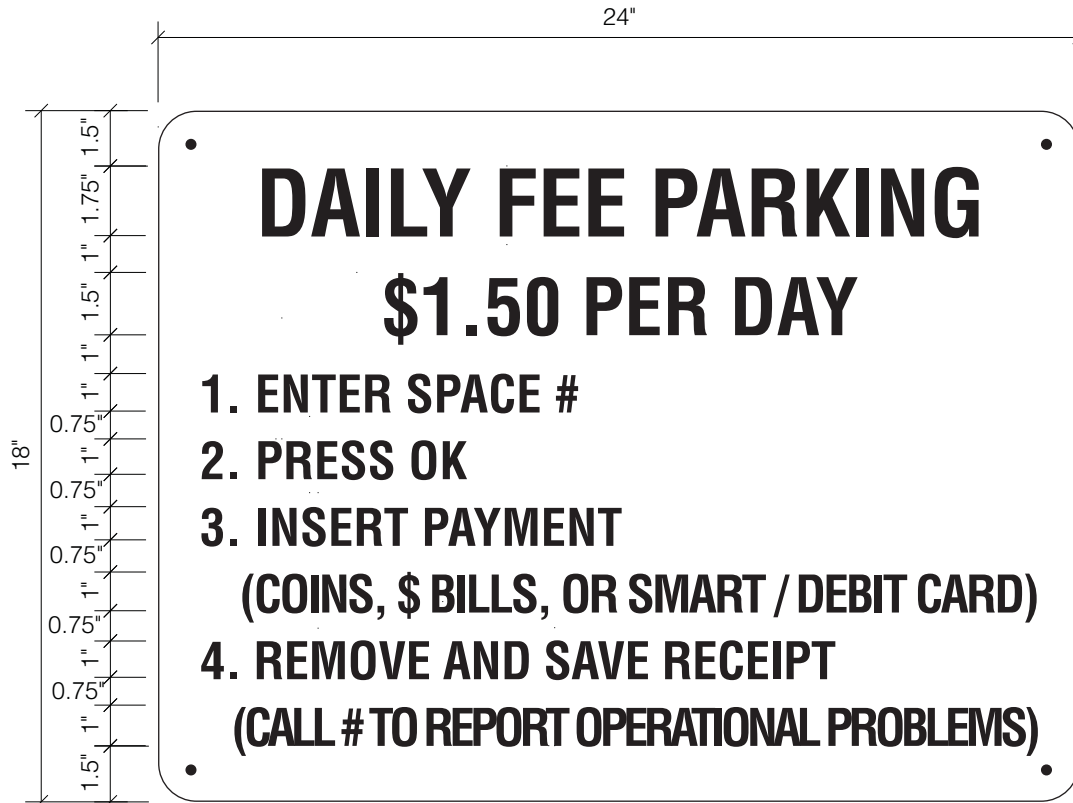 24"
18"
1.5"
1.75"
1"
1.5"
1"
1"
0.75"
1"
0.75"
1"
0.75"
1"
0.75"
1"
0.75"
1"
1.5"
DAILY FEE PARKING
$1.50 PER DAY
1. ENTER SPACE #
2. PRESS OK
3. INSERT PAYMENT
(COINS, $ BILLS, OR SMART / DEBIT CARD)
4. REMOVE AND SAVE RECEIPT
(CALL # TO REPORT OPERATIONAL PROBLEMS)